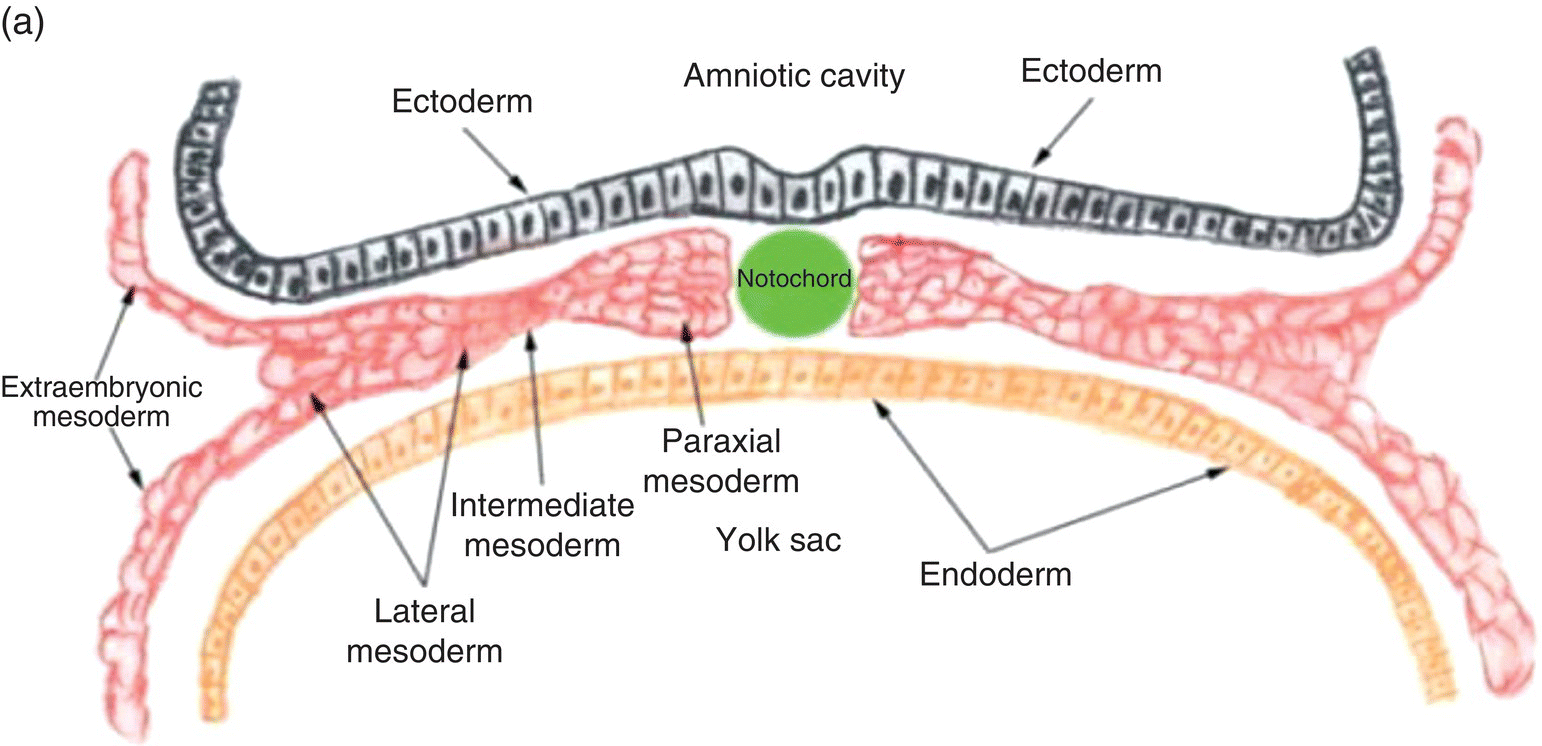 (a)
Amniotic cavity
Ectoderm
Ectoderm
Notochord
Extraembryonic
mesoderm
Paraxial
mesoderm
Intermediate
mesoderm
Yolk sac
Endoderm
Lateral
mesoderm